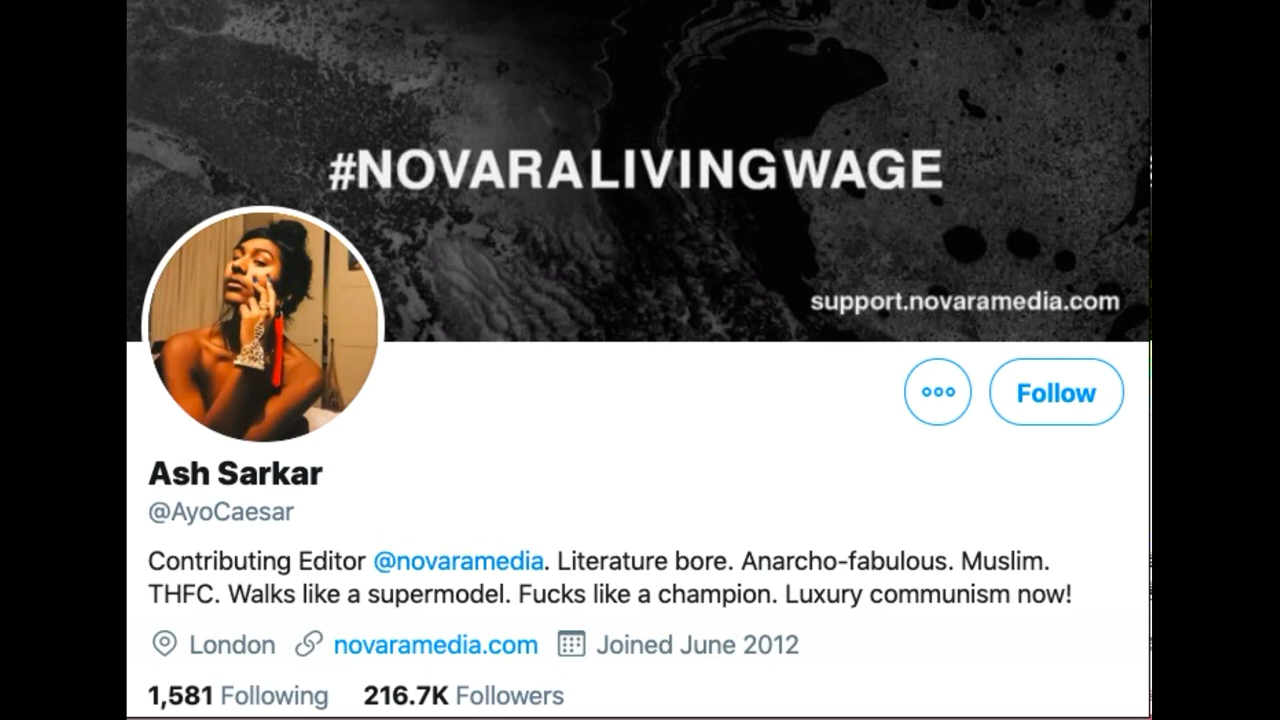 #NOVARALIVINGWAGE
support.novaramedia.com
Follow
Ash Sarkar
@AyoCaesar
Contributing Editor @novaramedia. Literature bore. Anarcho-fabulous. Muslim.
THFC. Walks like a supermodel. Fucks like a champion. Luxury communism now!
London novaramedia.com Joined June 2012
1,581 Following 216.7K Followers